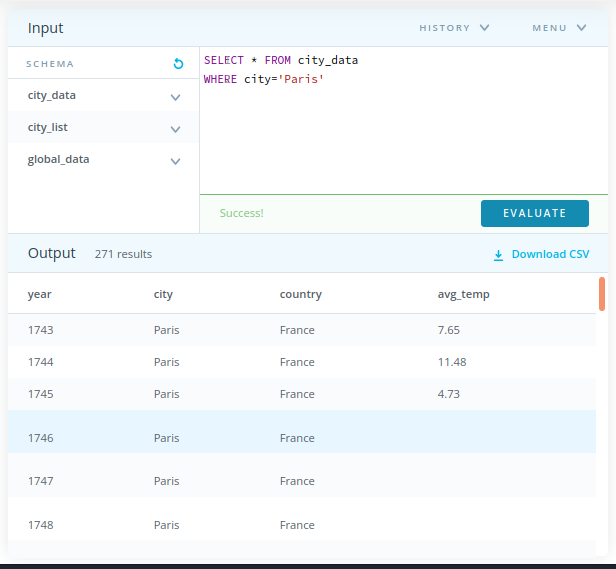 Input
HISTORY
MENU
SCHEMA
city_data
city_list
global_data
SELECT * FROM city_data
WHERE city='Paris'
Success!
EVALUATE
Output 271 results
Download CSV
year city country avg_temp
1743 Paris France 7.65
1744 Paris France 11.48
1745 Paris France 4.73
1746 Paris France
1747 Paris France
1748 Paris France